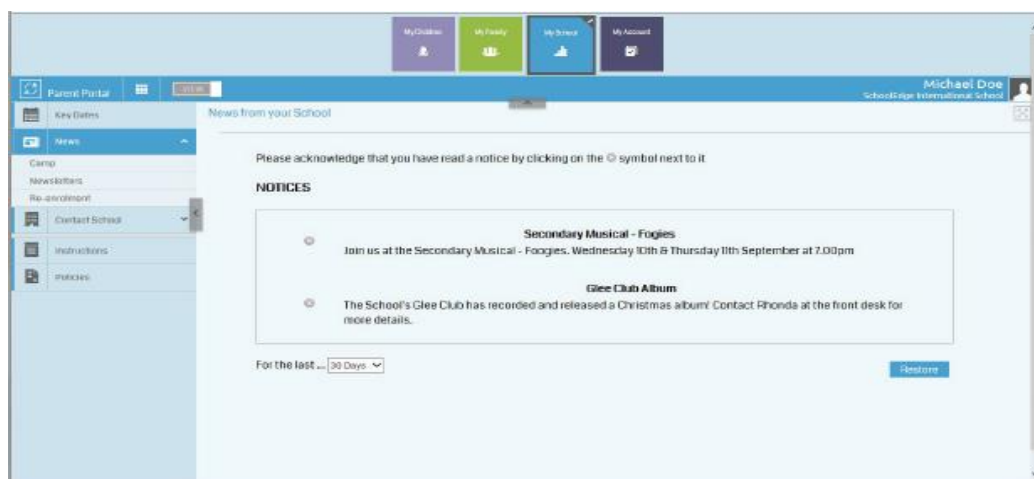 My Children
My Family
My School
My Account
Parent Portal
Michael Doe
SchoolEdge International School
Key Dates
News from your School
News
Camp
Newsletters
Re-enrolment
Contact School
Instructions
Policies
Please acknowledge that you have read a notice by clicking on the symbol next to it
NOTICES
Secondary Musical - Fogies
Join us at the Secondary Musical - Foogies. Wednesday 10th & Thursday 11th September at 7.00pm
Glee Club Album
The School's Glee Club has recorded and released a Christmas album! Contact Rhonda at the front desk for
more details.
For the last ... 30 Days
Restore